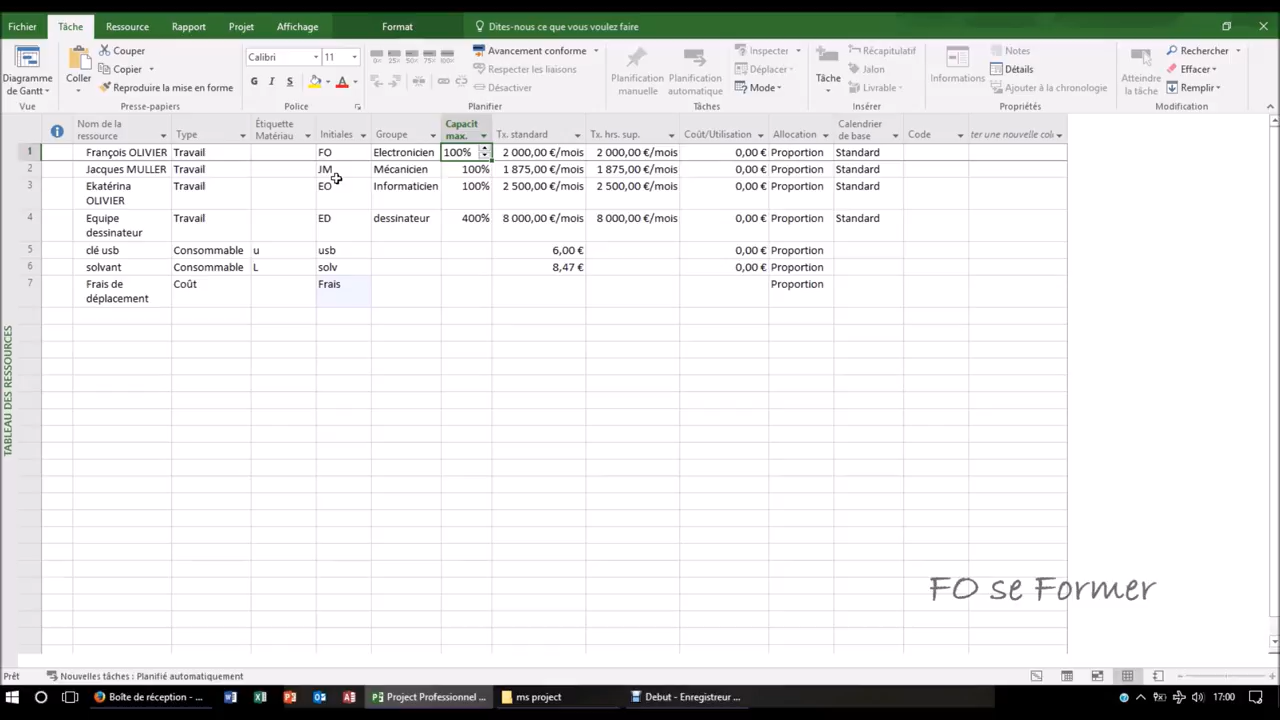 Fichier Tâche Ressource Rapport Projet Affichage Format Dites-nous ce que vous voulez faire
Diagramme de Gantt
Vue
Coller
Couper
Copier
Reproduire la mise en forme
Presse-papiers
Calibri 11
G I S
Police
Avancement conforme
Respecter les liaisons
Désactiver
Planifier
Planification manuelle
Planification automatique
Inspecter
Déplacer
Mode
Tâches
Tâche
Récapitulatif
Jalon
Livrable
Insérer
Informations
Notes
Détails
Ajouter à la chronologie
Propriétés
Atteindre la tâche
Rechercher
Effacer
Remplir
Modification
Nom de la ressource Type Étiquette Matériau Initiales Groupe Capacit max. Tx. standard Tx. hrs. sup. Coût/Utilisation Allocation Calendrier de base Code ter une nouvelle col
1 François OLIVIER Travail FO Electronicien 100% 2 000,00 €/mois 2 000,00 €/mois 0,00 € Proportion Standard
2 Jacques MULLER Travail JM Mécanicien 100% 1 875,00 €/mois 1 875,00 €/mois 0,00 € Proportion Standard
3 Ekatérina OLIVIER Travail EO Informaticien 100% 2 500,00 €/mois 2 500,00 €/mois 0,00 € Proportion Standard
4 Equipe dessinateur Travail ED dessinateur 400% 8 000,00 €/mois 8 000,00 €/mois 0,00 € Proportion Standard
5 clé usb Consommable u usb 6,00 € 0,00 € Proportion
6 solvant Consommable L solv 8,47 € 0,00 € Proportion
7 Frais de déplacement Coût Frais Proportion
TABLEAU DES RESSOURCES
FO se Former
Prêt Nouvelles tâches : Planifié automatiquement
Boîte de réception - ... Project Professionnel ... ms project Debut - Enregistreur ... 17:00